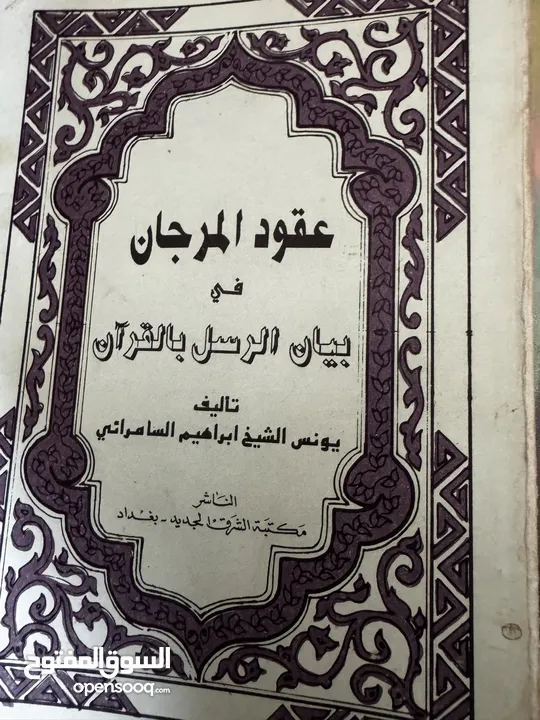 عقود المرجان
في
بيان الرسل بالقرآن
تاليف
يونس الشيخ ابراهيم السامرائي
الناشر
مكتبة الشرق الجديد - بغداد
السوق المفتوح
opensooq.com